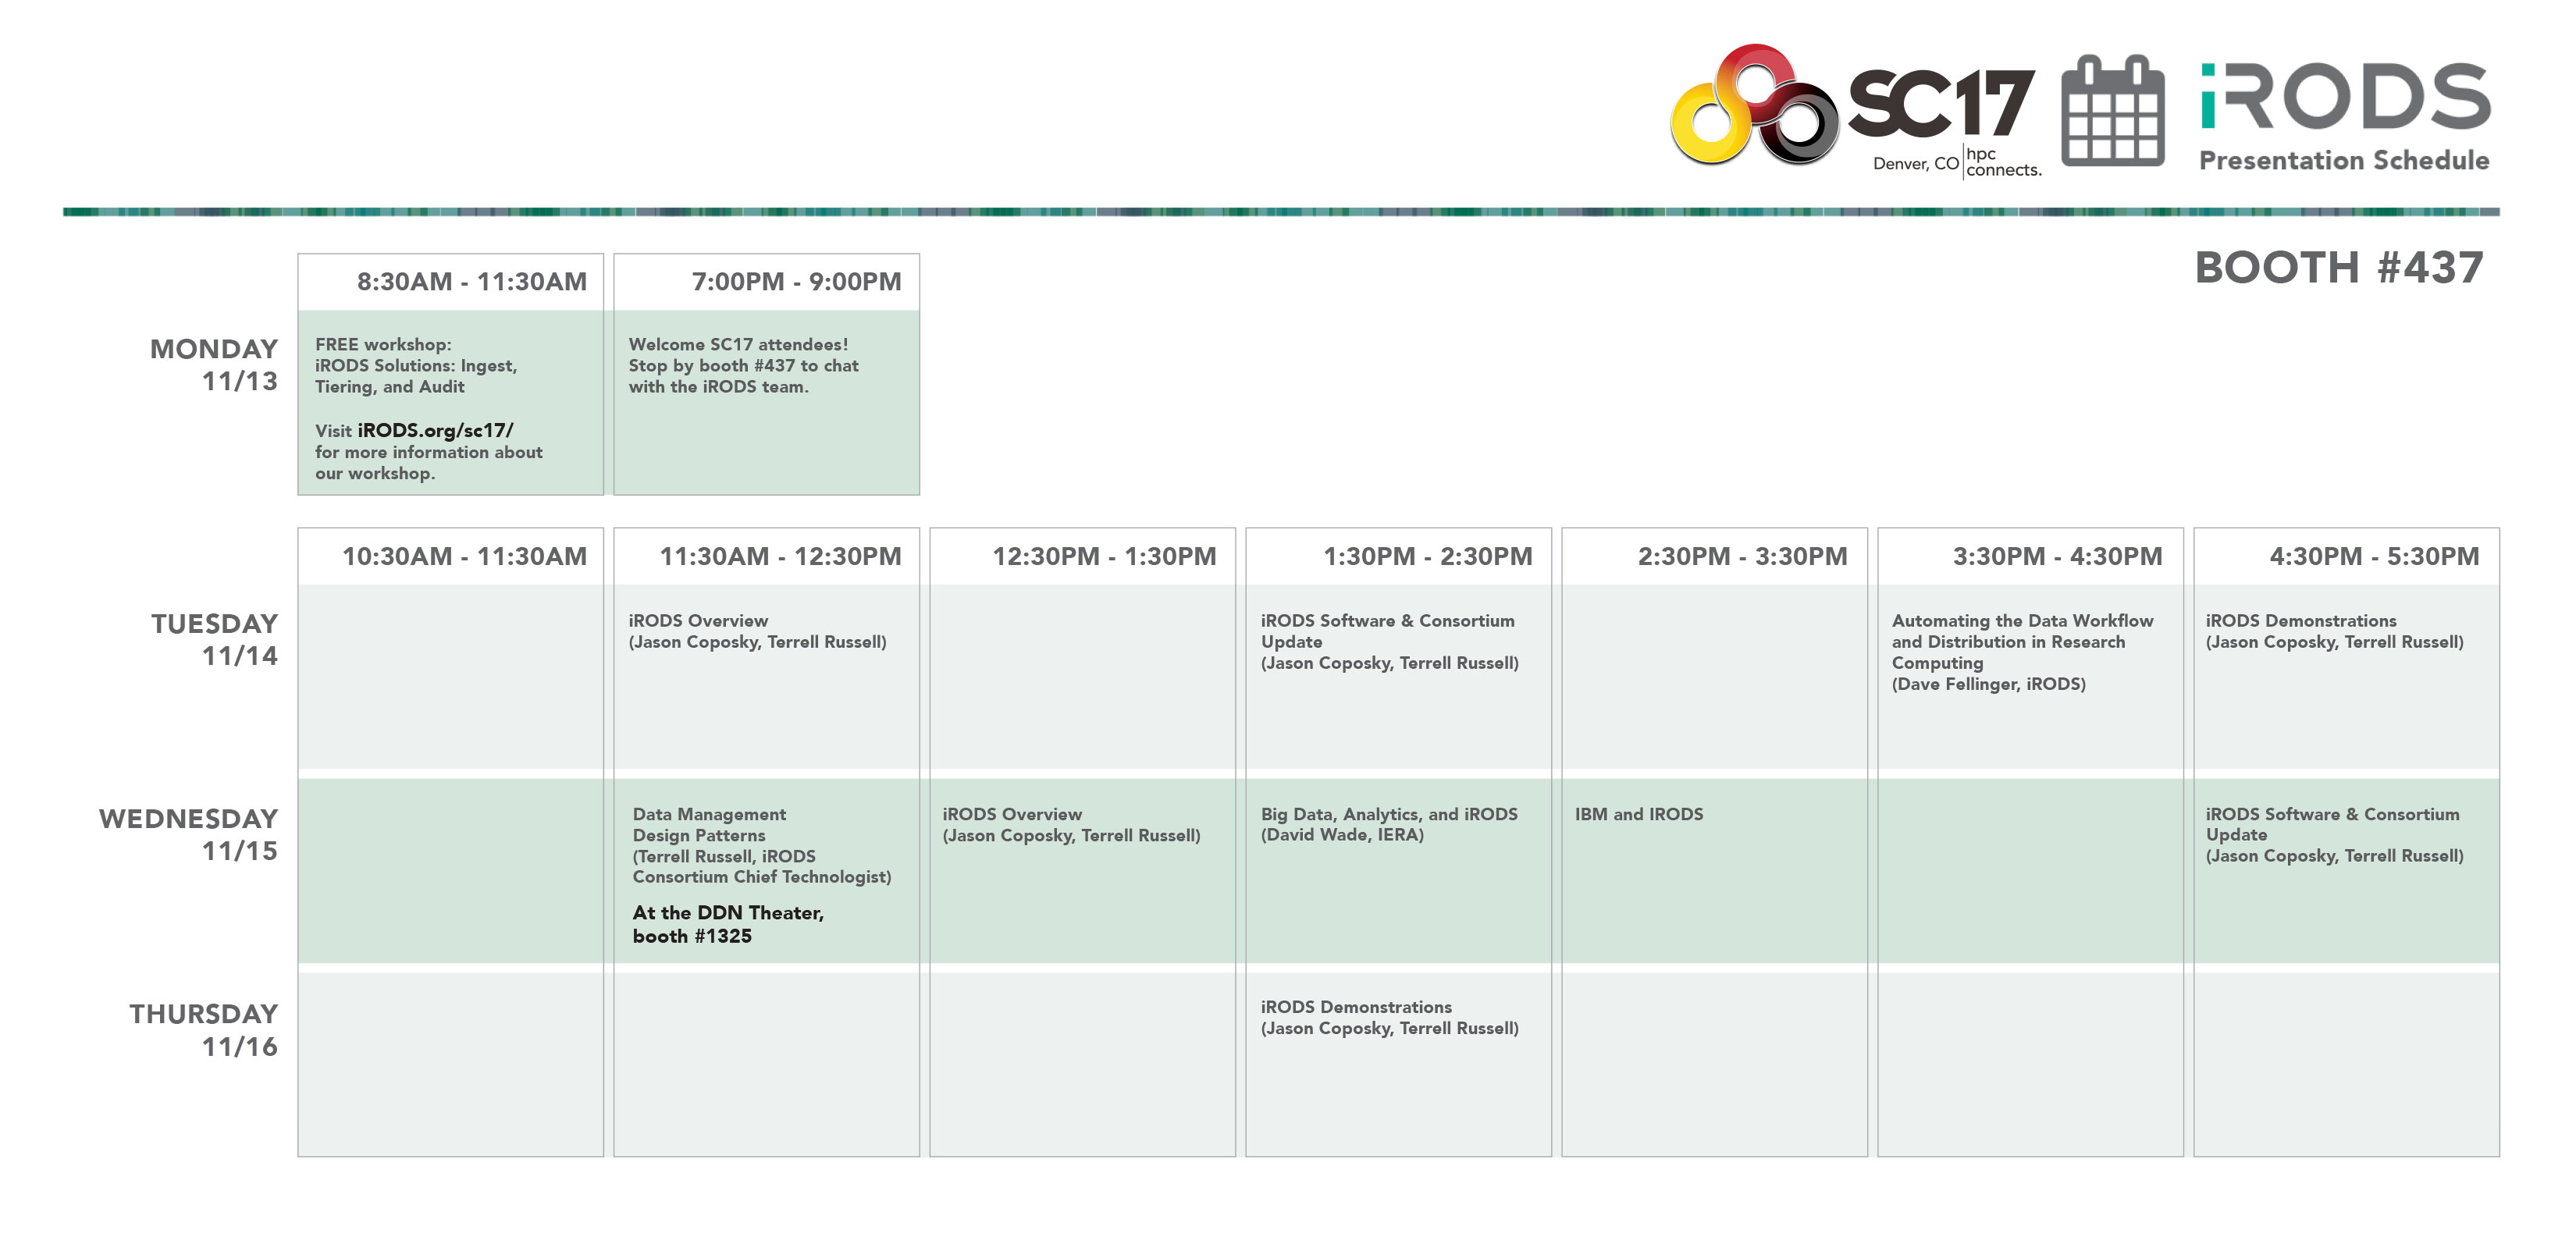 SC17
Denver, CO
hpc
connects.
iRODS
Presentation Schedule
BOOTH #437
8:30AM - 11:30AM
7:00PM - 9:00PM
MONDAY
11/13
FREE workshop:
iRODS Solutions: Ingest,
Tiering, and Audit
Visit iRODS.org/sc17/
for more information about
our workshop.
Welcome SC17 attendees!
Stop by booth #437 to chat
with the iRODS team.
10:30AM - 11:30AM
11:30AM - 12:30PM
12:30PM - 1:30PM
1:30PM - 2:30PM
2:30PM - 3:30PM
3:30PM - 4:30PM
4:30PM - 5:30PM
TUESDAY
11/14
iRODS Overview
(Jason Coposky, Terrell Russell)
iRODS Software & Consortium
Update
(Jason Coposky, Terrell Russell)
Automating the Data Workflow
and Distribution in Research
Computing
(Dave Fellinger, iRODS)
iRODS Demonstrations
(Jason Coposky, Terrell Russell)
WEDNESDAY
11/15
Data Management
Design Patterns
(Terrell Russell, iRODS
Consortium Chief Technologist)
At the DDN Theater,
booth #1325
iRODS Overview
(Jason Coposky, Terrell Russell)
Big Data, Analytics, and iRODS
(David Wade, IERA)
IBM and IRODS
iRODS Software & Consortium
Update
(Jason Coposky, Terrell Russell)
THURSDAY
11/16
iRODS Demonstrations
(Jason Coposky, Terrell Russell)